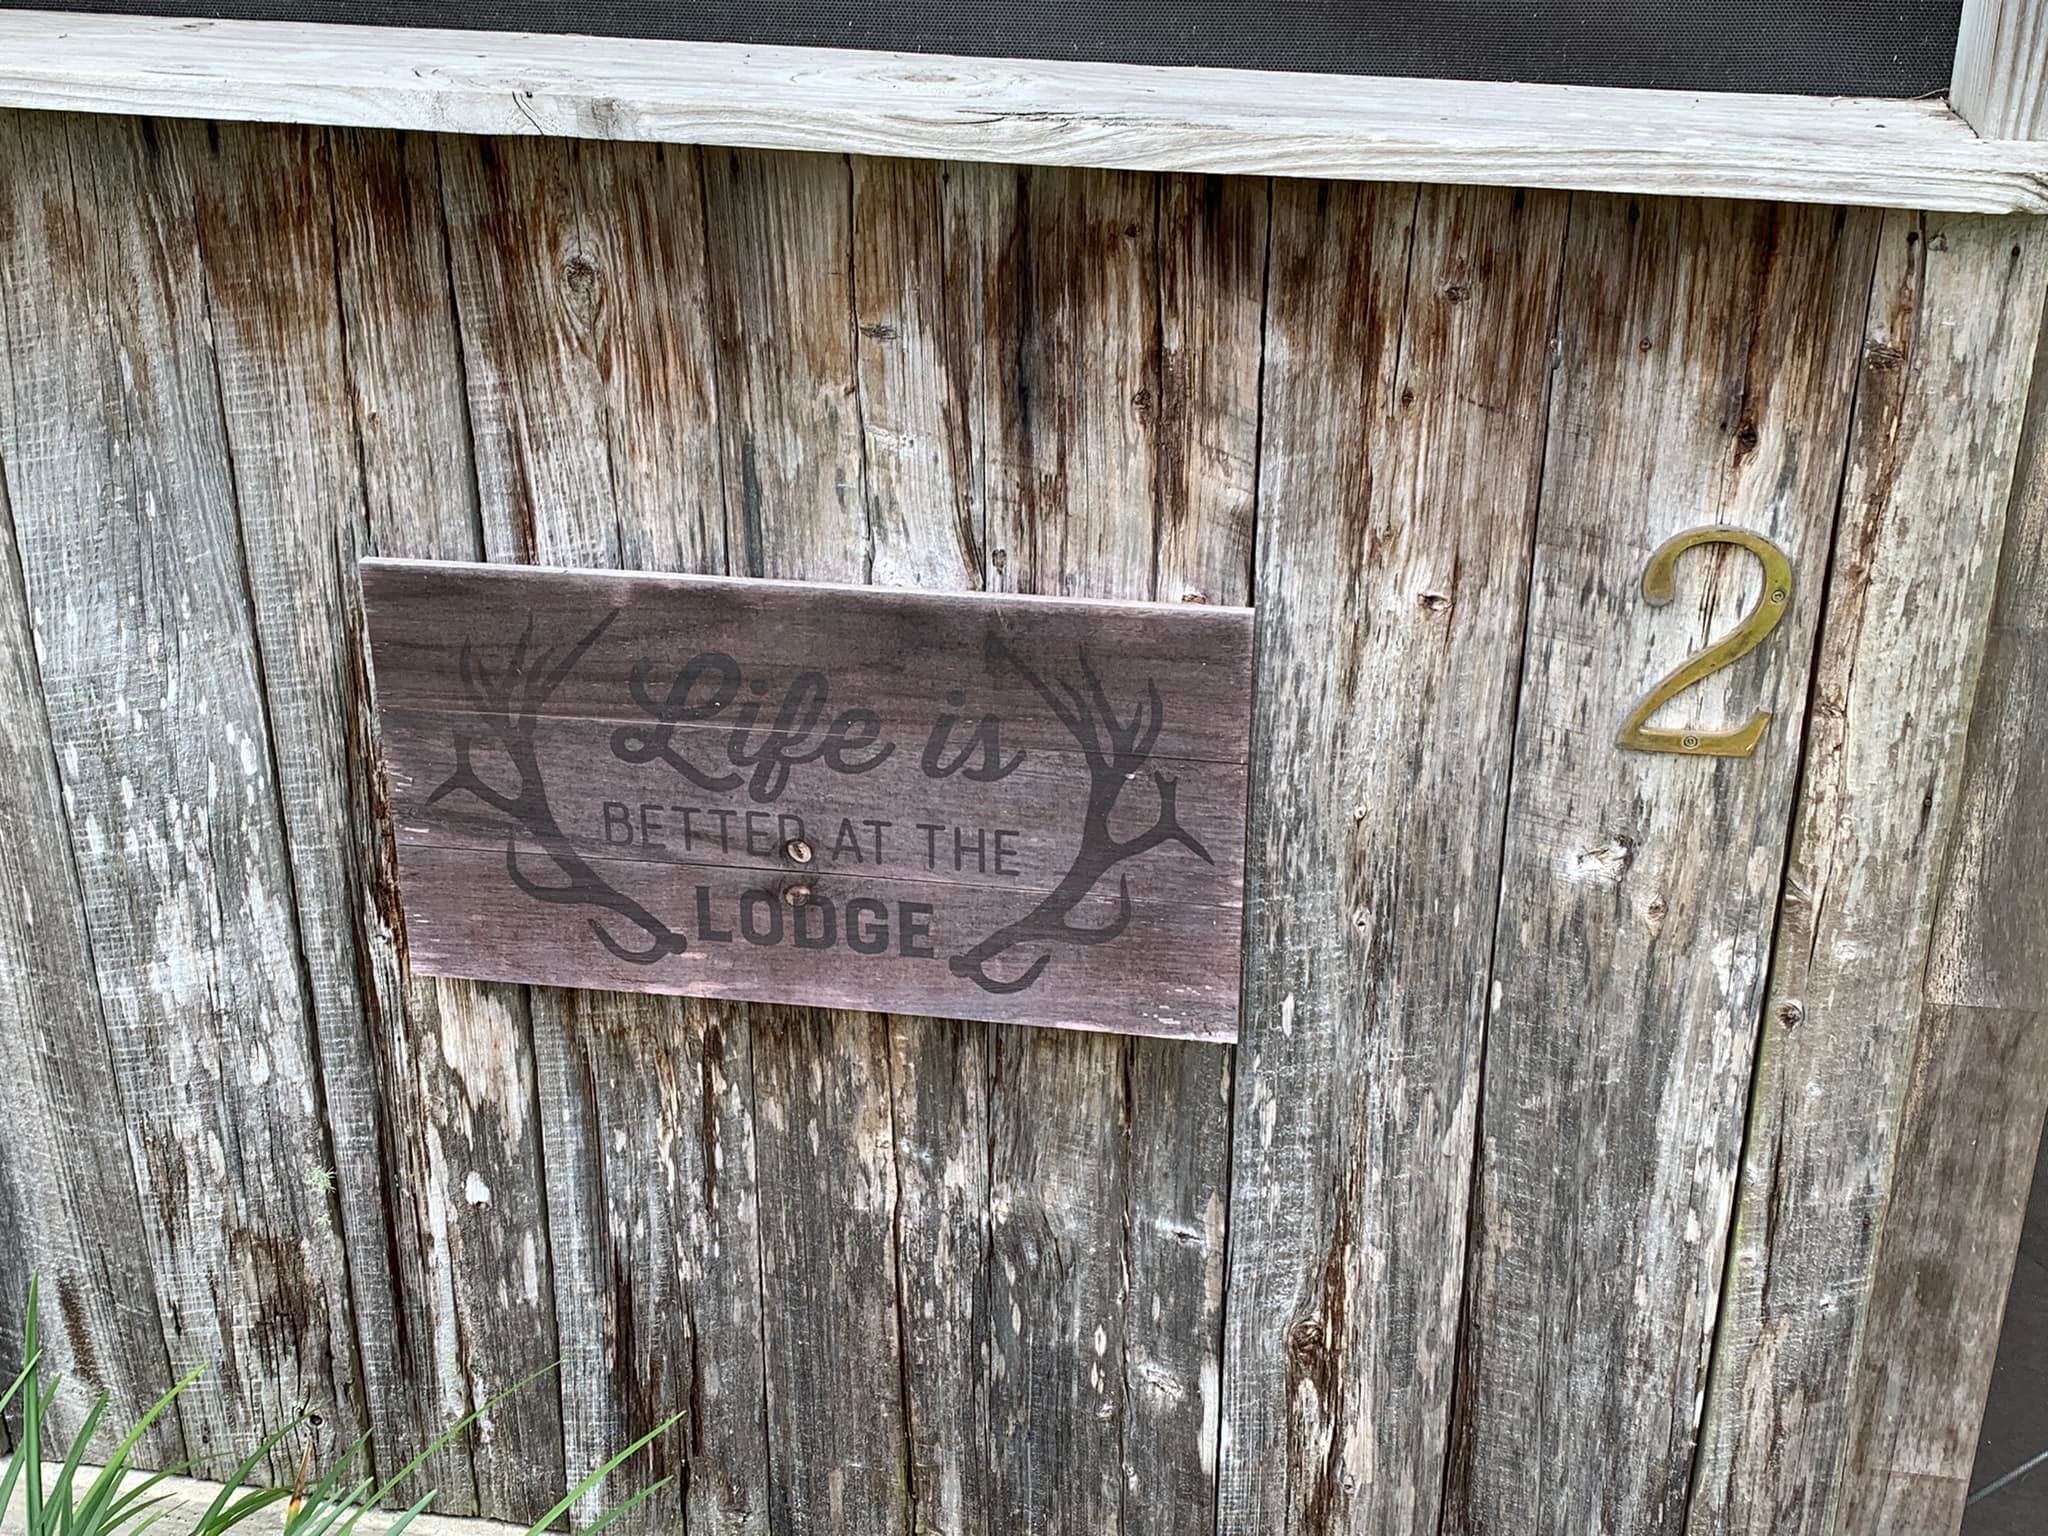 Life is
BETTER AT THE
LODGE
2